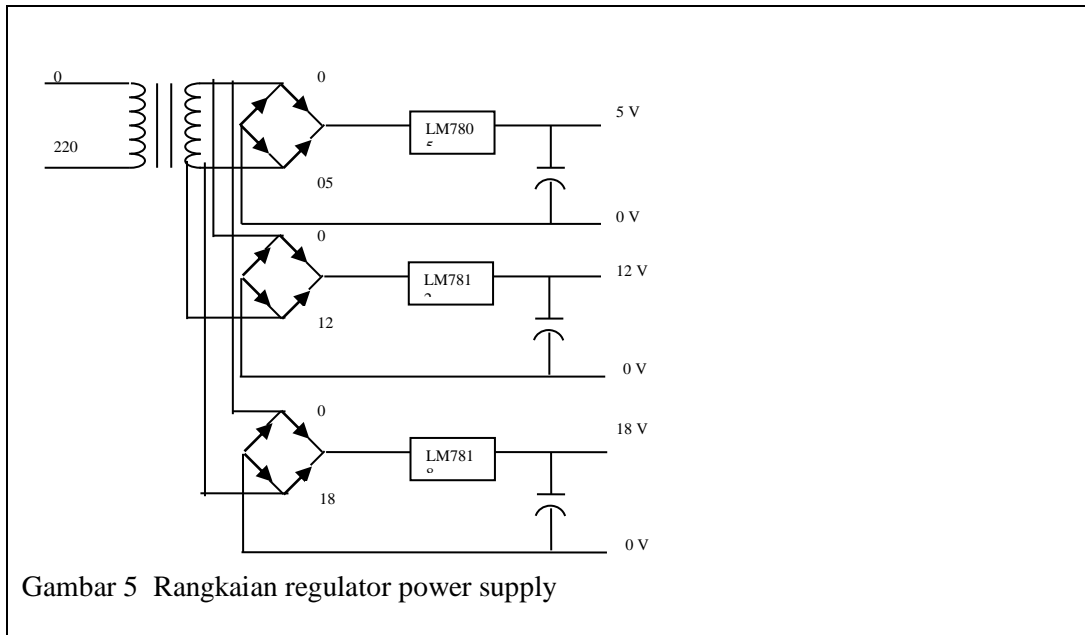 0
0
5 V
LM780
220
05
0 V
0
12 V
LM781
12
0 V
0
18 V
LM781
18
0 V
Gambar 5 Rangkaian regulator power supply